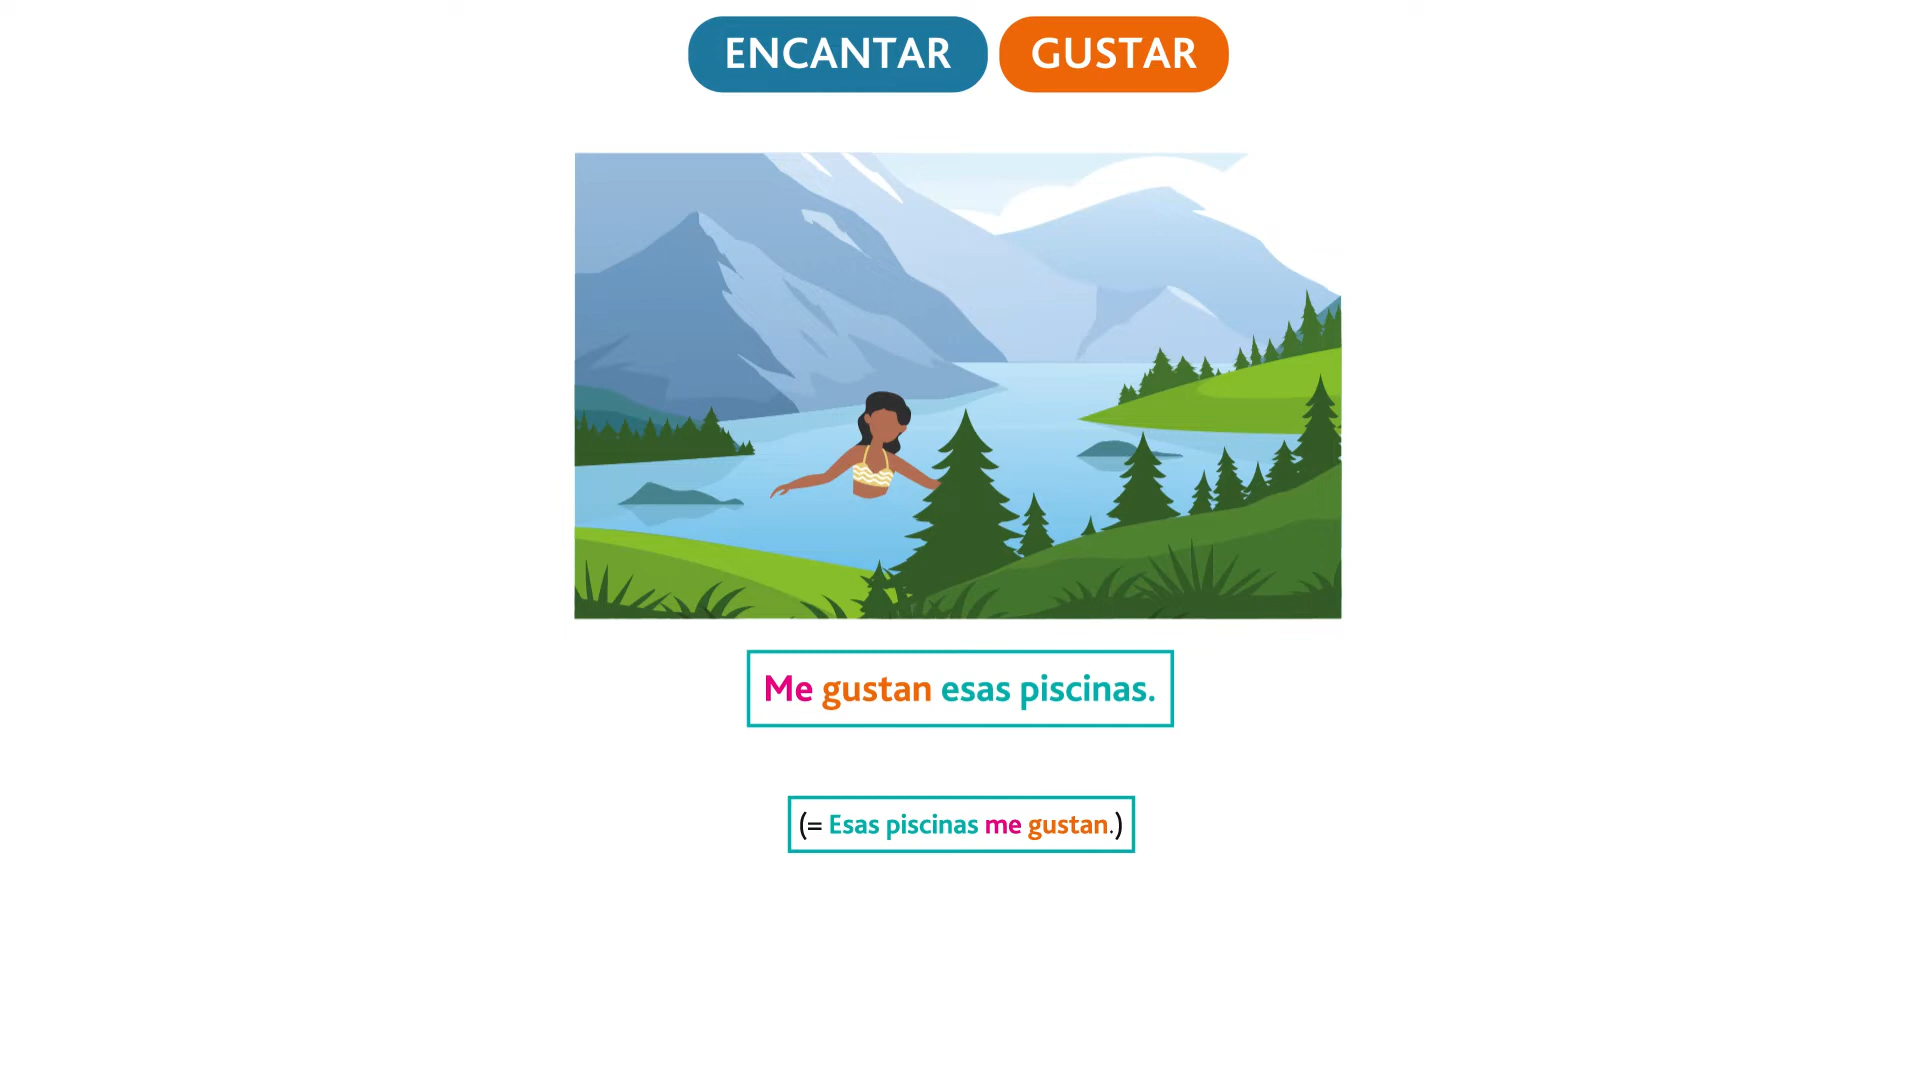 ENCANTAR GUSTAR
Me gustan esas piscinas.
(= Esas piscinas me gustan.)